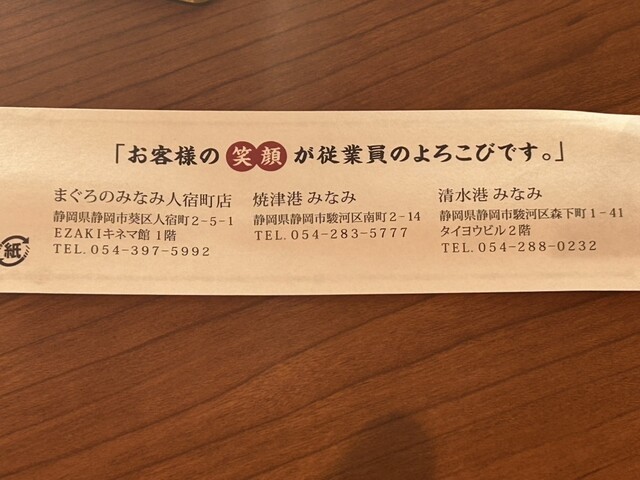 「お客様の笑顔が従業員のよろこびです。」
まぐろのみなみ人宿町店
静岡県静岡市葵区人宿町2-5-1
EZAKIキネマ館 1階
TEL.054-397-5992
焼津港 みなみ
静岡県静岡市駿河区南町2-14
TEL.054-283-5777
清水港 みなみ
静岡県静岡市駿河区森下町1-41
タイヨウビル2階
TEL.054-288-0232
紙